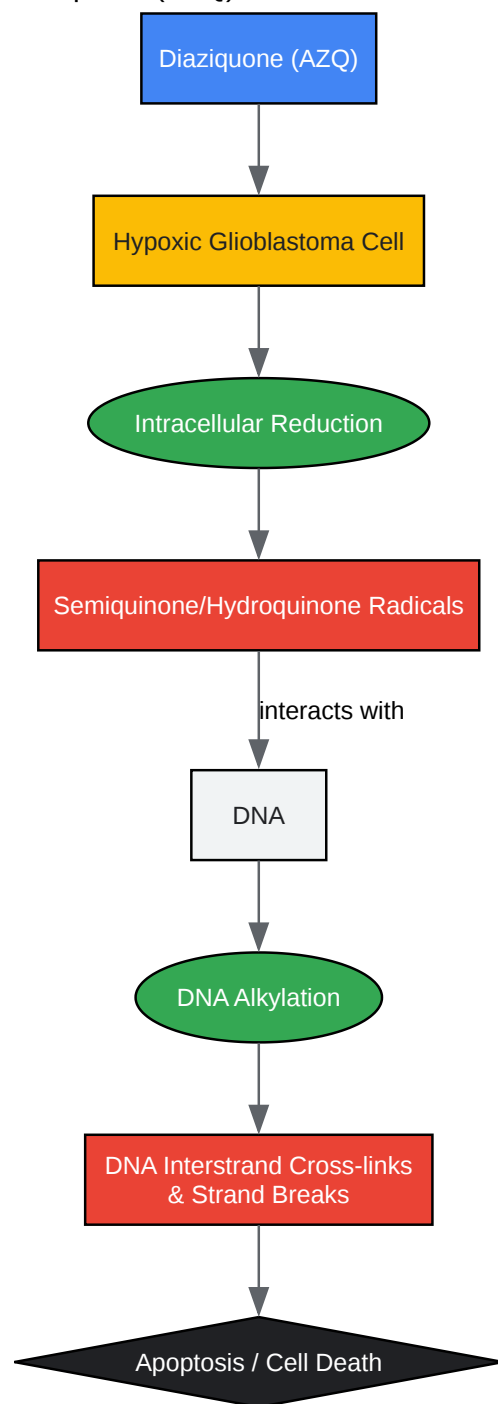 Diaziquone (AZQ)
Hypoxic Glioblastoma Cell
Intracellular Reduction
Semiquinone/Hydroquinone Radicals
interacts with
DNA
DNA Alkylation
DNA Interstrand Cross-links
& Strand Breaks
Apoptosis / Cell Death